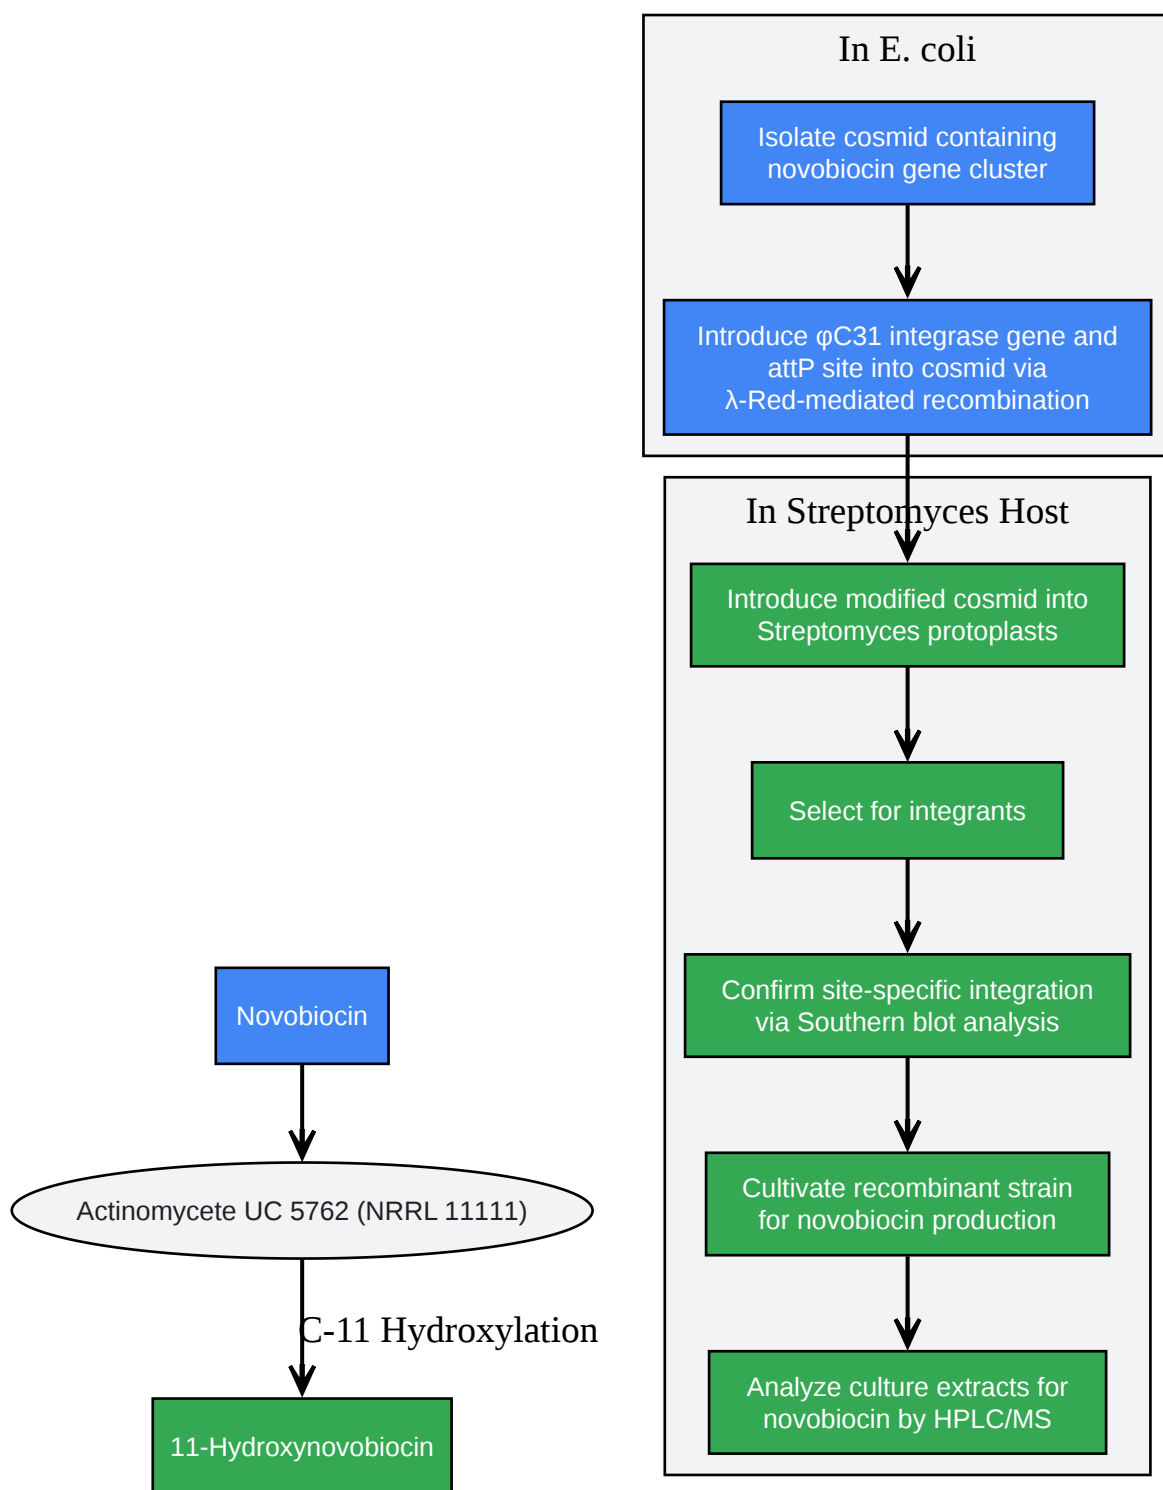 In E. coli
Isolate cosmid containing
novobiocin gene cluster
Introduce φC31 integrase gene and
attP site into cosmid via
λ-Red-mediated recombination
In Streptomyces Host
Introduce modified cosmid into
Streptomyces protoplasts
Select for integrants
Confirm site-specific integration
via Southern blot analysis
Cultivate recombinant strain
for novobiocin production
Analyze culture extracts for
novobiocin by HPLC/MS
Novobiocin
Actinomycete UC 5762 (NRRL 11111)
C-11 Hydroxylation
11-Hydroxynovobiocin